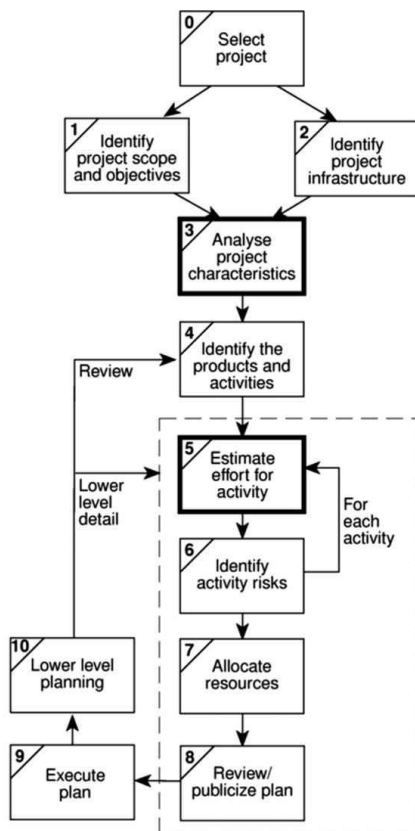 0
Select
project
1
Identify
project scope
and objectives
2
Identify
project
infrastructure
3
Analyse
project
characteristics
4
Identify the
products and
activities
Review
5
Estimate
effort for
activity
Lower
level
detail
For
each
activity
6
Identify
activity risks
10
Lower level
planning
7
Allocate
resources
9
Execute
plan
8
Review/
publicize plan